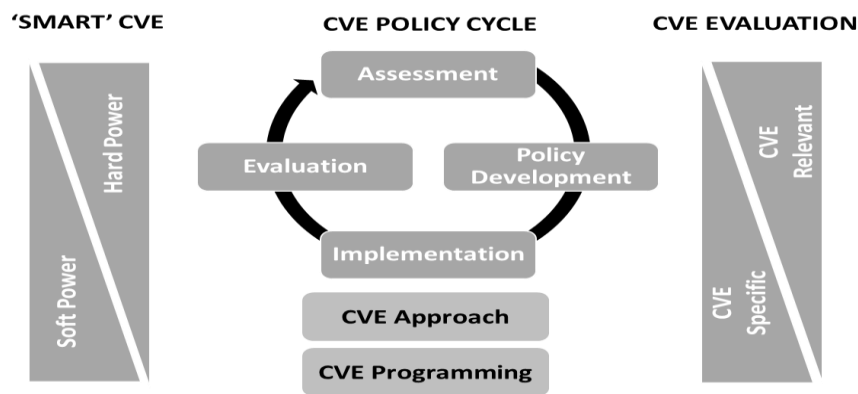 ‘SMART’ CVE
Hard Power
Soft Power
CVE POLICY CYCLE
Assessment
Policy
Development
Implementation
Evaluation
CVE Approach
CVE Programming
CVE EVALUATION
CVE
Relevant
CVE
Specific